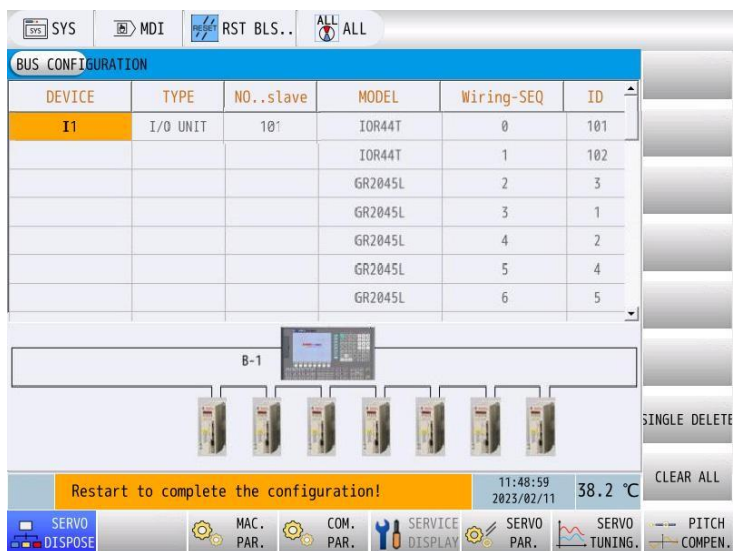 SYS MDI RST BLS.. ALL
BUS CONFIGURATION
DEVICE TYPE NO..slave MODEL Wiring-SEQ ID
I1 I/O UNIT 101 IOR44T 0 101
IOR44T 1 102
GR2045L 2 3
GR2045L 3 1
GR2045L 4 2
GR2045L 5 4
GR2045L 6 5
B-1
SINGLE DELETE
CLEAR ALL
Restart to complete the configuration!
11:48:59
2023/02/11
38.2 ℃
SERVO DISPOSE
MAC. PAR.
COM. PAR.
SERVICE DISPLAY
SERVO PAR.
SERVO TUNING.
PITCH COMPEN.